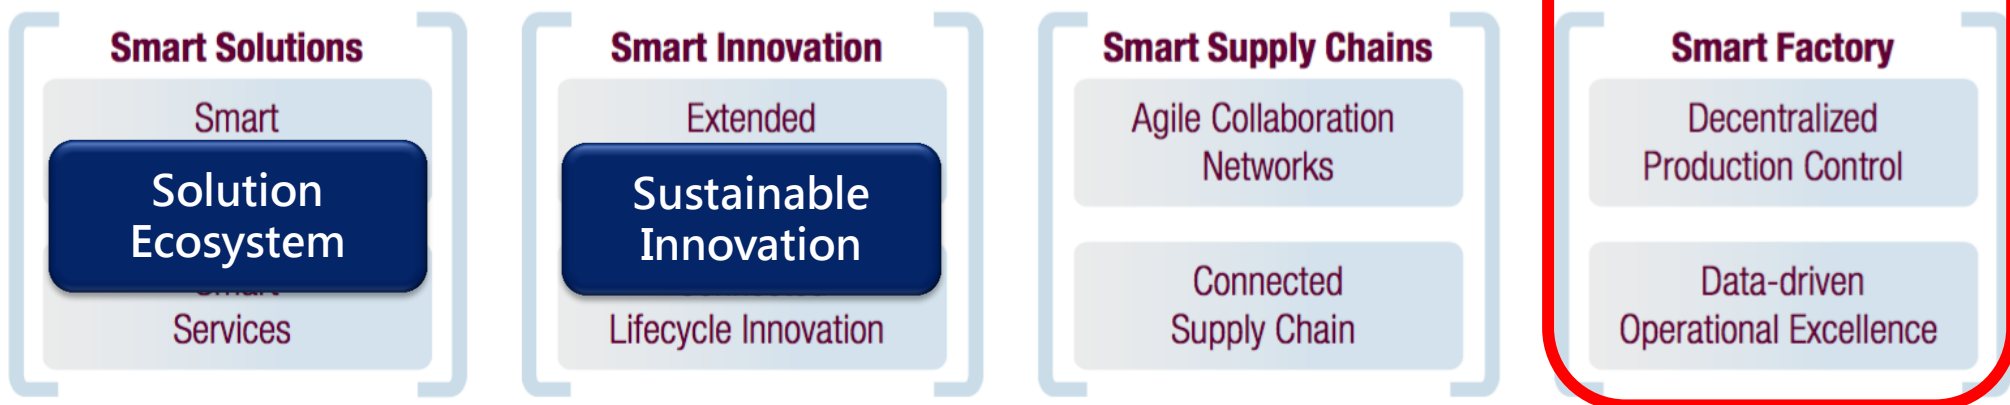 Smart Solutions
Smart
Solution
Ecosystem
Services
Smart Innovation
Extended
Sustainable
Innovation
Lifecycle Innovation
Smart Supply Chains
Agile Collaboration
Networks
Connected
Supply Chain
Smart Factory
Decentralized
Production Control
Data-driven
Operational Excellence